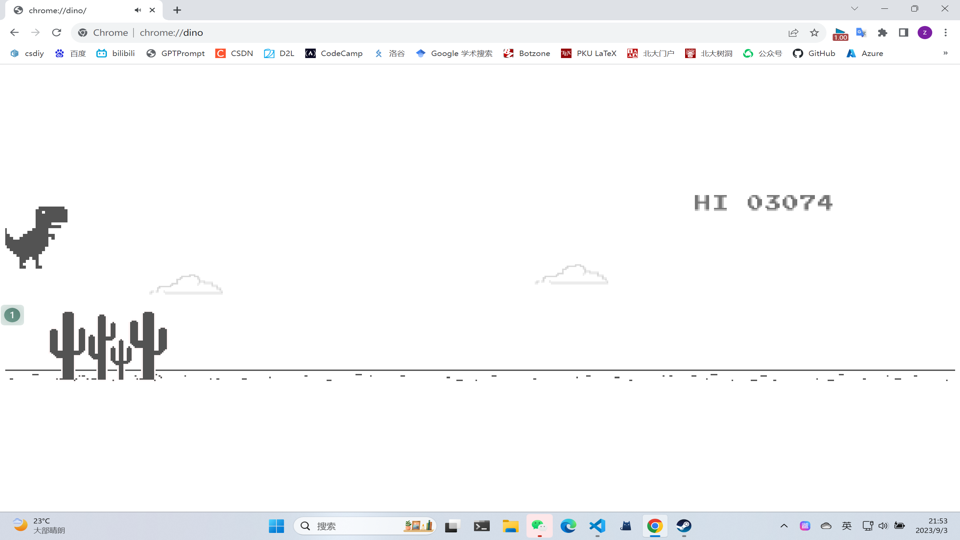 chrome://dino/
Chrome | chrome://dino
1.00
z
csdiy 百度 bilibili GPTPrompt CSDN D2L CodeCamp 洛谷 Google 学术搜索 Botzone PKU LaTeX 北大门户 北大树洞 公众号 GitHub Azure »
HI 03074
1
23°C
大部晴朗
搜索
英
21:53
2023/9/3